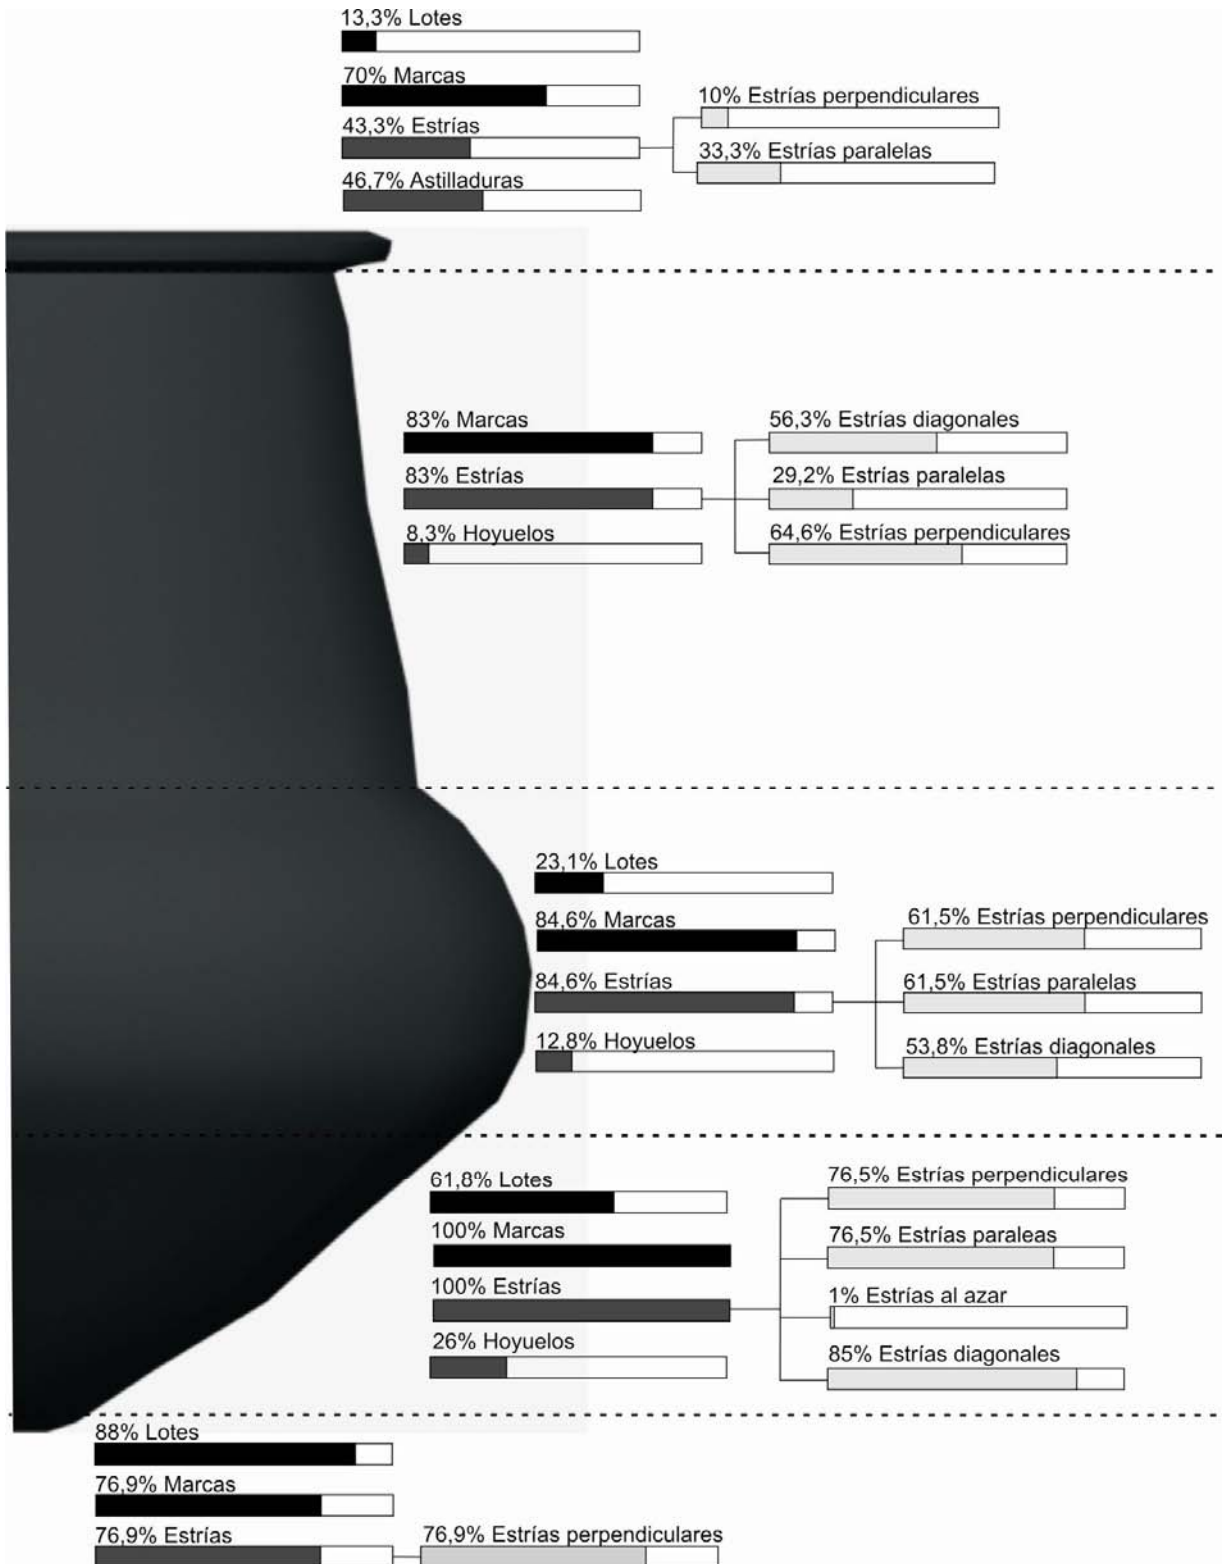 13,3% Lotes
70% Marcas
43,3% Estrías
46,7% Astilladuras
10% Estrías perpendiculares
33,3% Estrías paralelas
83% Marcas
83% Estrías
8,3% Hoyuelos
56,3% Estrías diagonales
29,2% Estrías paralelas
64,6% Estrías perpendiculares
23,1% Lotes
84,6% Marcas
84,6% Estrías
12,8% Hoyuelos
61,5% Estrías perpendiculares
61,5% Estrías paralelas
53,8% Estrías diagonales
61,8% Lotes
100% Marcas
100% Estrías
26% Hoyuelos
76,5% Estrías perpendiculares
76,5% Estrías paraleas
1% Estrías al azar
85% Estrías diagonales
88% Lotes
76,9% Marcas
76,9% Estrías
76,9% Estrías perpendiculares